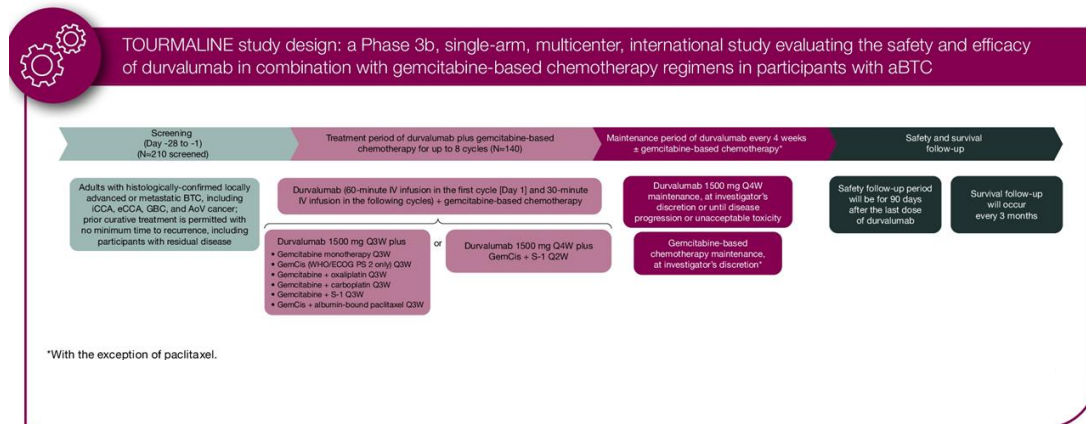 TOURMALINE study design: a Phase 3b, single-arm, multicenter, international study evaluating the safety and efficacy
of durvalumab in combination with gemcitabine-based chemotherapy regimens in participants with aBTC
Screening
(Day -28 to -1)
(N≈210 screened)
Treatment period of durvalumab plus gemcitabine-based
chemotherapy for up to 8 cycles (N≈140)
Maintenance period of durvalumab every 4 weeks
± gemcitabine-based chemotherapy*
Safety and survival
follow-up
Adults with histologically-confirmed locally
advanced or metastatic BTC, including
iCCA, eCCA, GBC, and AoV cancer;
prior curative treatment is permitted with
no minimum time to recurrence, including
participants with residual disease
Durvalumab (60-minute IV infusion in the first cycle [Day 1] and 30-minute
IV infusion in the following cycles) + gemcitabine-based chemotherapy
Durvalumab 1500 mg Q3W plus
• Gemcitabine monotherapy Q3W
• GemCis (WHO/ECOG PS 2 only) Q3W
• Gemcitabine + oxaliplatin Q3W
• Gemcitabine + carboplatin Q3W
• Gemcitabine + S-1 Q3W
• GemCis + albumin-bound paclitaxel Q3W
or
Durvalumab 1500 mg Q4W plus
GemCis + S-1 Q2W
Durvalumab 1500 mg Q4W
maintenance, at investigator's
discretion or until disease
progression or unacceptable toxicity
Gemcitabine-based
chemotherapy maintenance,
at investigator's discretion*
Safety follow-up period
will be for 90 days
after the last dose
of durvalumab
Survival follow-up
will occur
every 3 months
*With the exception of paclitaxel.